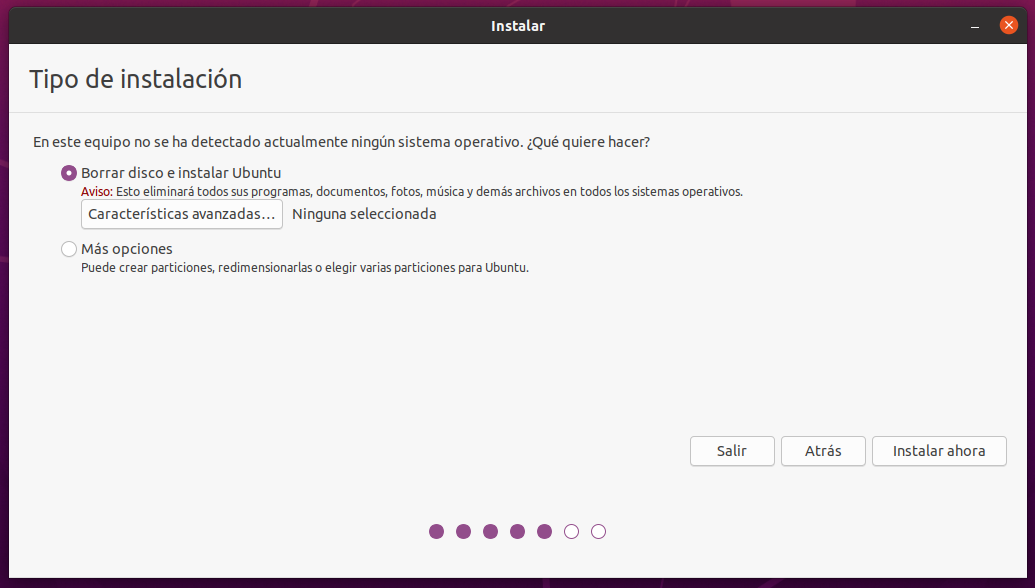 Instalar
Tipo de instalación
En este equipo no se ha detectado actualmente ningún sistema operativo. ¿Qué quiere hacer?
Borrar disco e instalar Ubuntu
Aviso: Esto eliminará todos sus programas, documentos, fotos, música y demás archivos en todos los sistemas operativos.
Características avanzadas... Ninguna seleccionada
Más opciones
Puede crear particiones, redimensionarlas o elegir varias particiones para Ubuntu.
Salir Atrás Instalar ahora